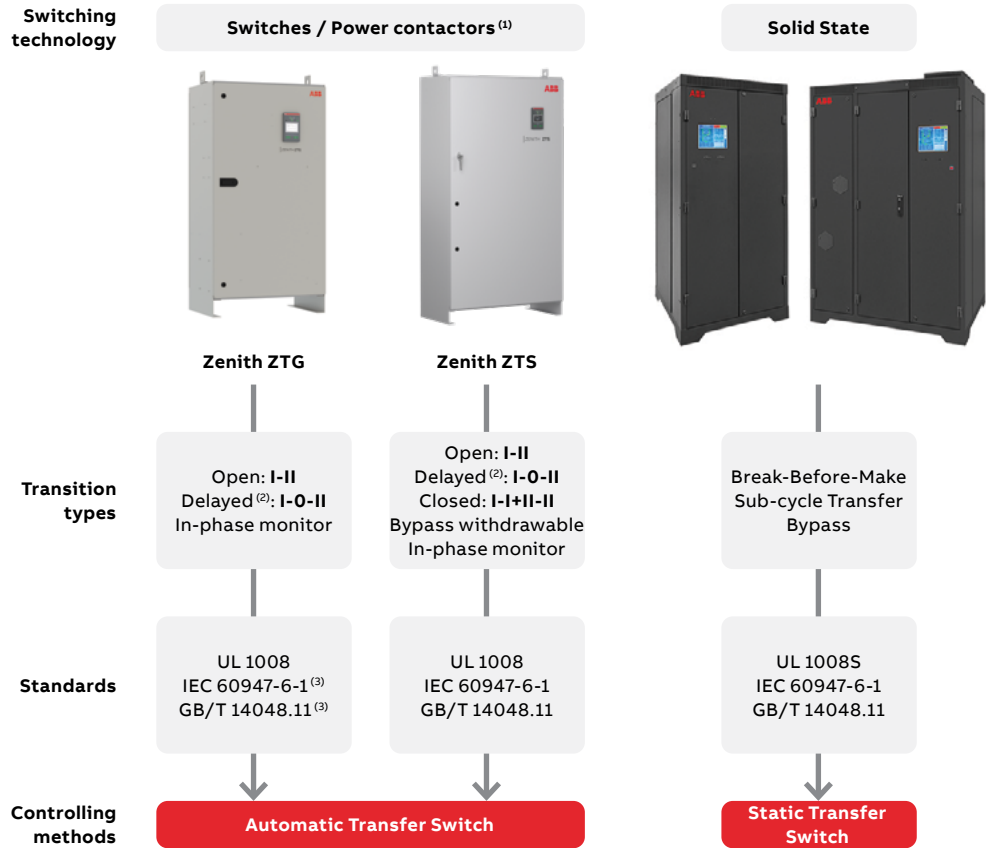 Switching
technology
Switches / Power contactors (1)
Solid State
ABB
ABB
ABB
ABB
ZENITH ZTS
Zenith ZTG
Zenith ZTS
Transition
types
Open: I-II
Delayed (2): I-0-II
In-phase monitor
Open: I-II
Delayed (2): I-0-II
Closed: I-I+II-II
Bypass withdrawable
In-phase monitor
Break-Before-Make
Sub-cycle Transfer
Bypass
Standards
UL 1008
IEC 60947-6-1 (3)
GB/T 14048.11 (3)
UL 1008
IEC 60947-6-1
GB/T 14048.11
UL 1008S
IEC 60947-6-1
GB/T 14048.11
Controlling
methods
Automatic Transfer Switch
Static Transfer
Switch